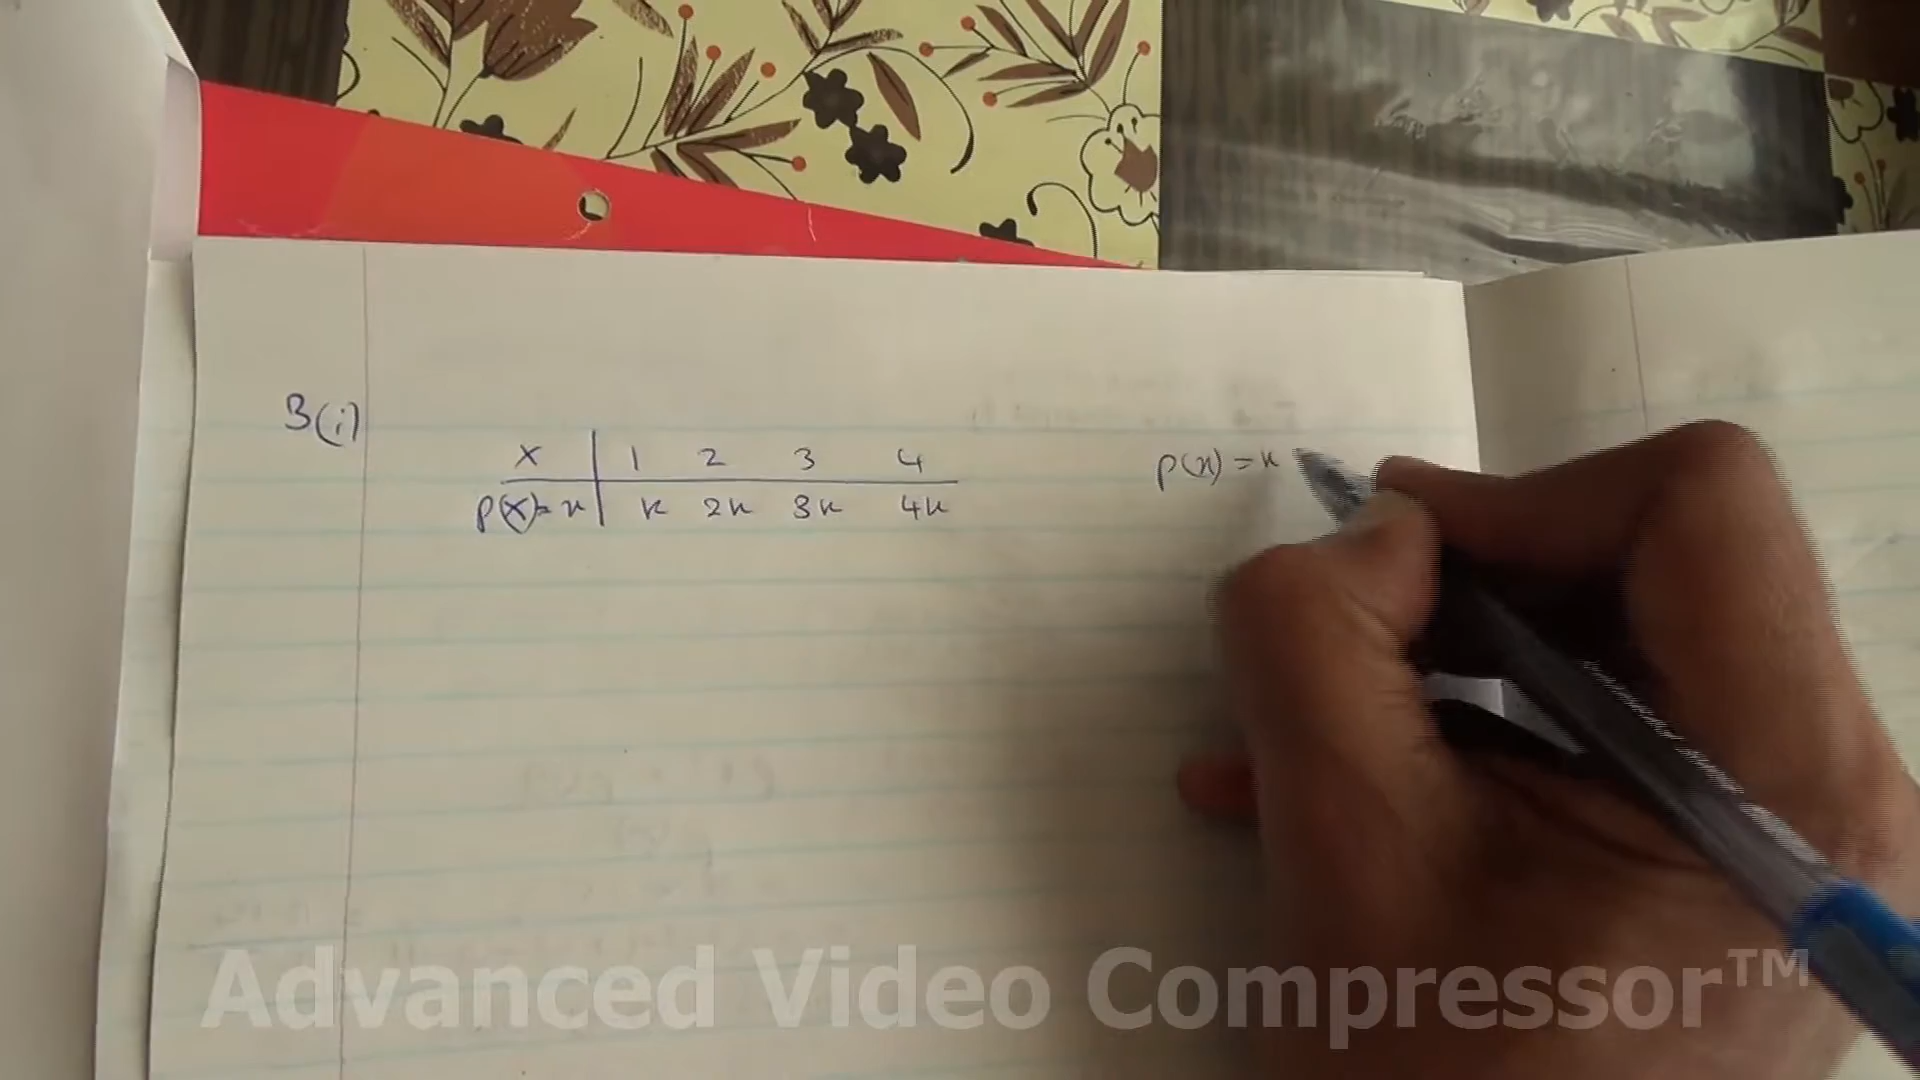 3(i)
X 1 2 3 4
P(X)=x k 2k 3k 4k
P(x)=k
Advanced Video Compressor™